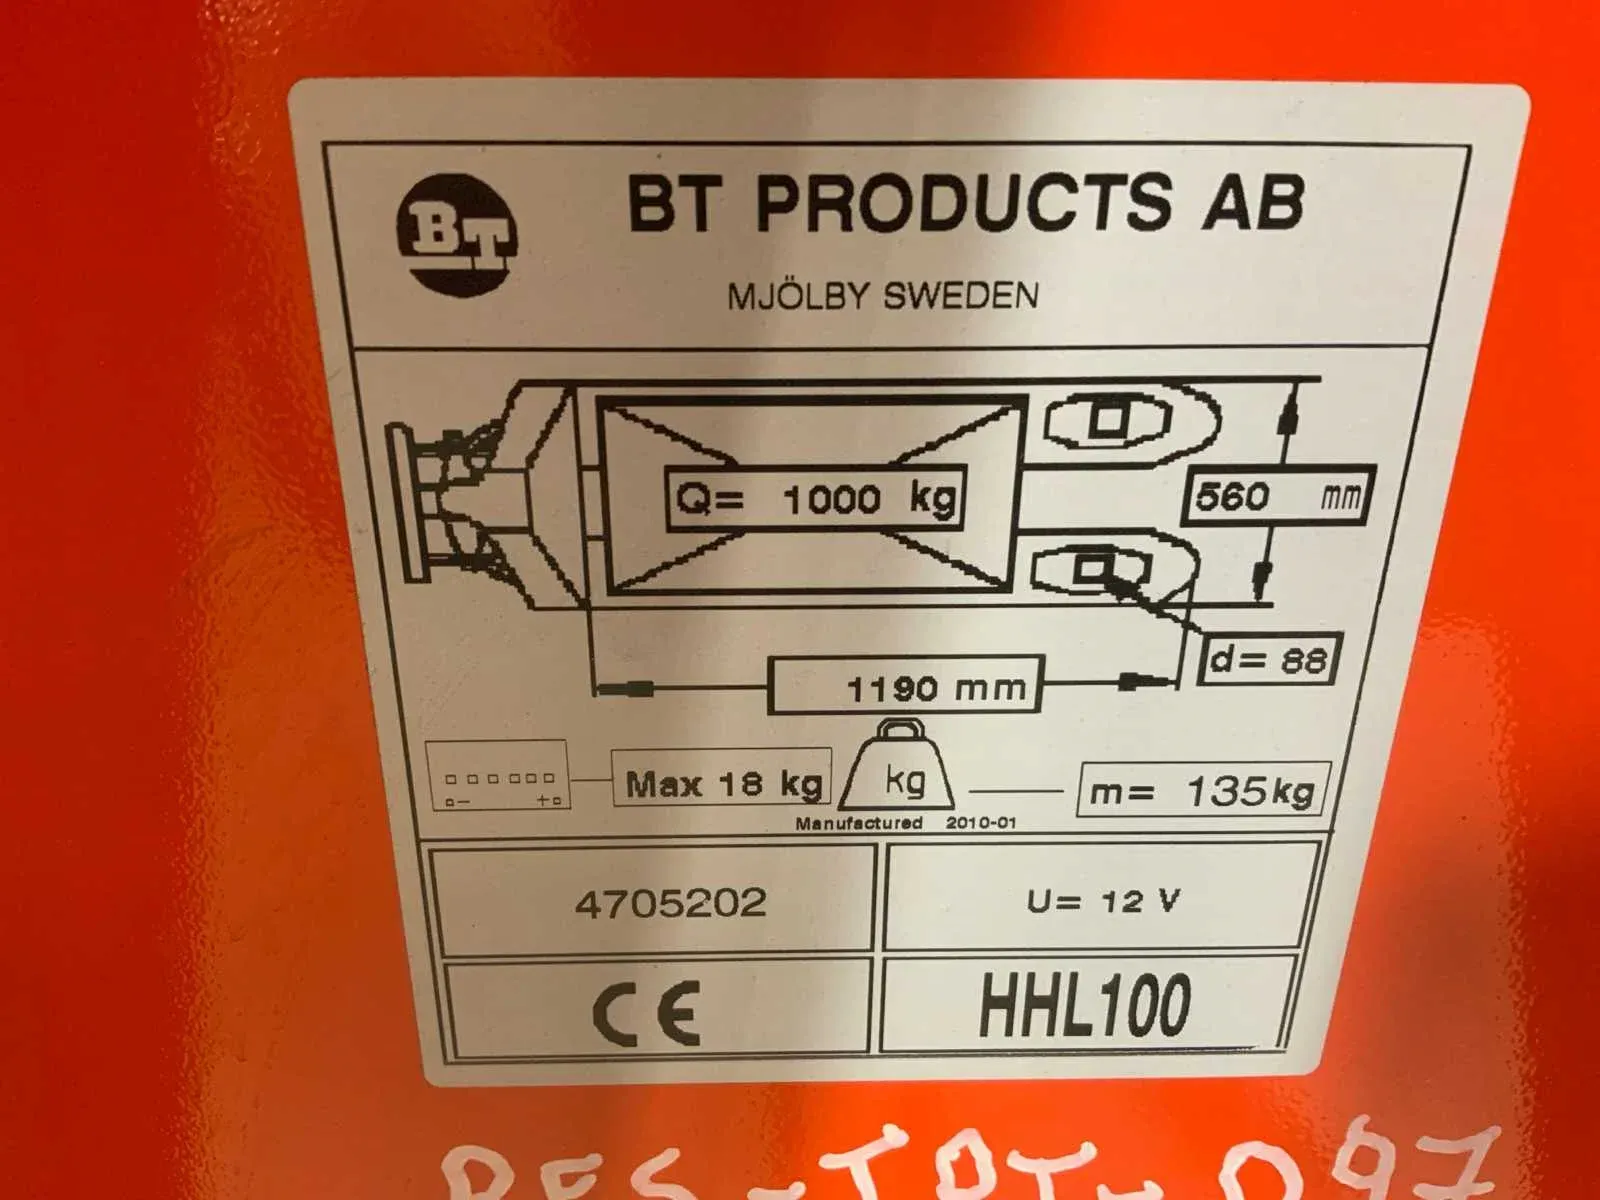 BT
BT PRODUCTS AB
MJÖLBY SWEDEN
Q= 1000 kg
560 mm
d= 88
1190 mm
- +
Max 18 kg
kg
m= 135kg
Manufactured 2010-01
4705202
U= 12 V
CE
HHL100